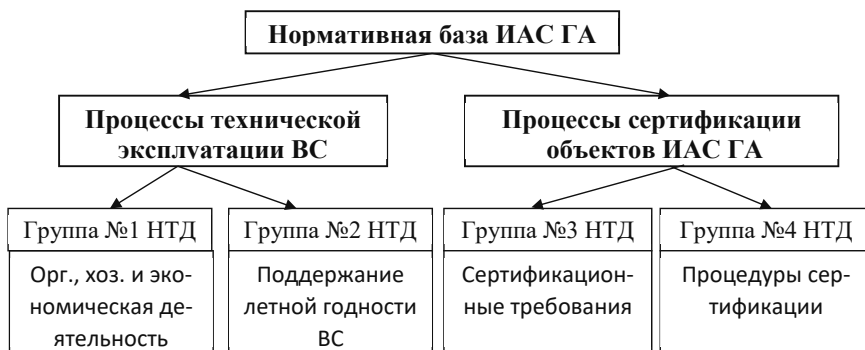 Нормативная база ИАС ГА
Процессы технической
эксплуатации ВС
Процессы сертификации
объектов ИАС ГА
Группа №1 НТД
Группа №2 НТД
Группа №3 НТД
Группа №4 НТД
Орг., хоз. и эко-
номическая де-
ятельность
Поддержание
летной годности
ВС
Сертификацион-
ные требования
Процедуры сер-
тификации